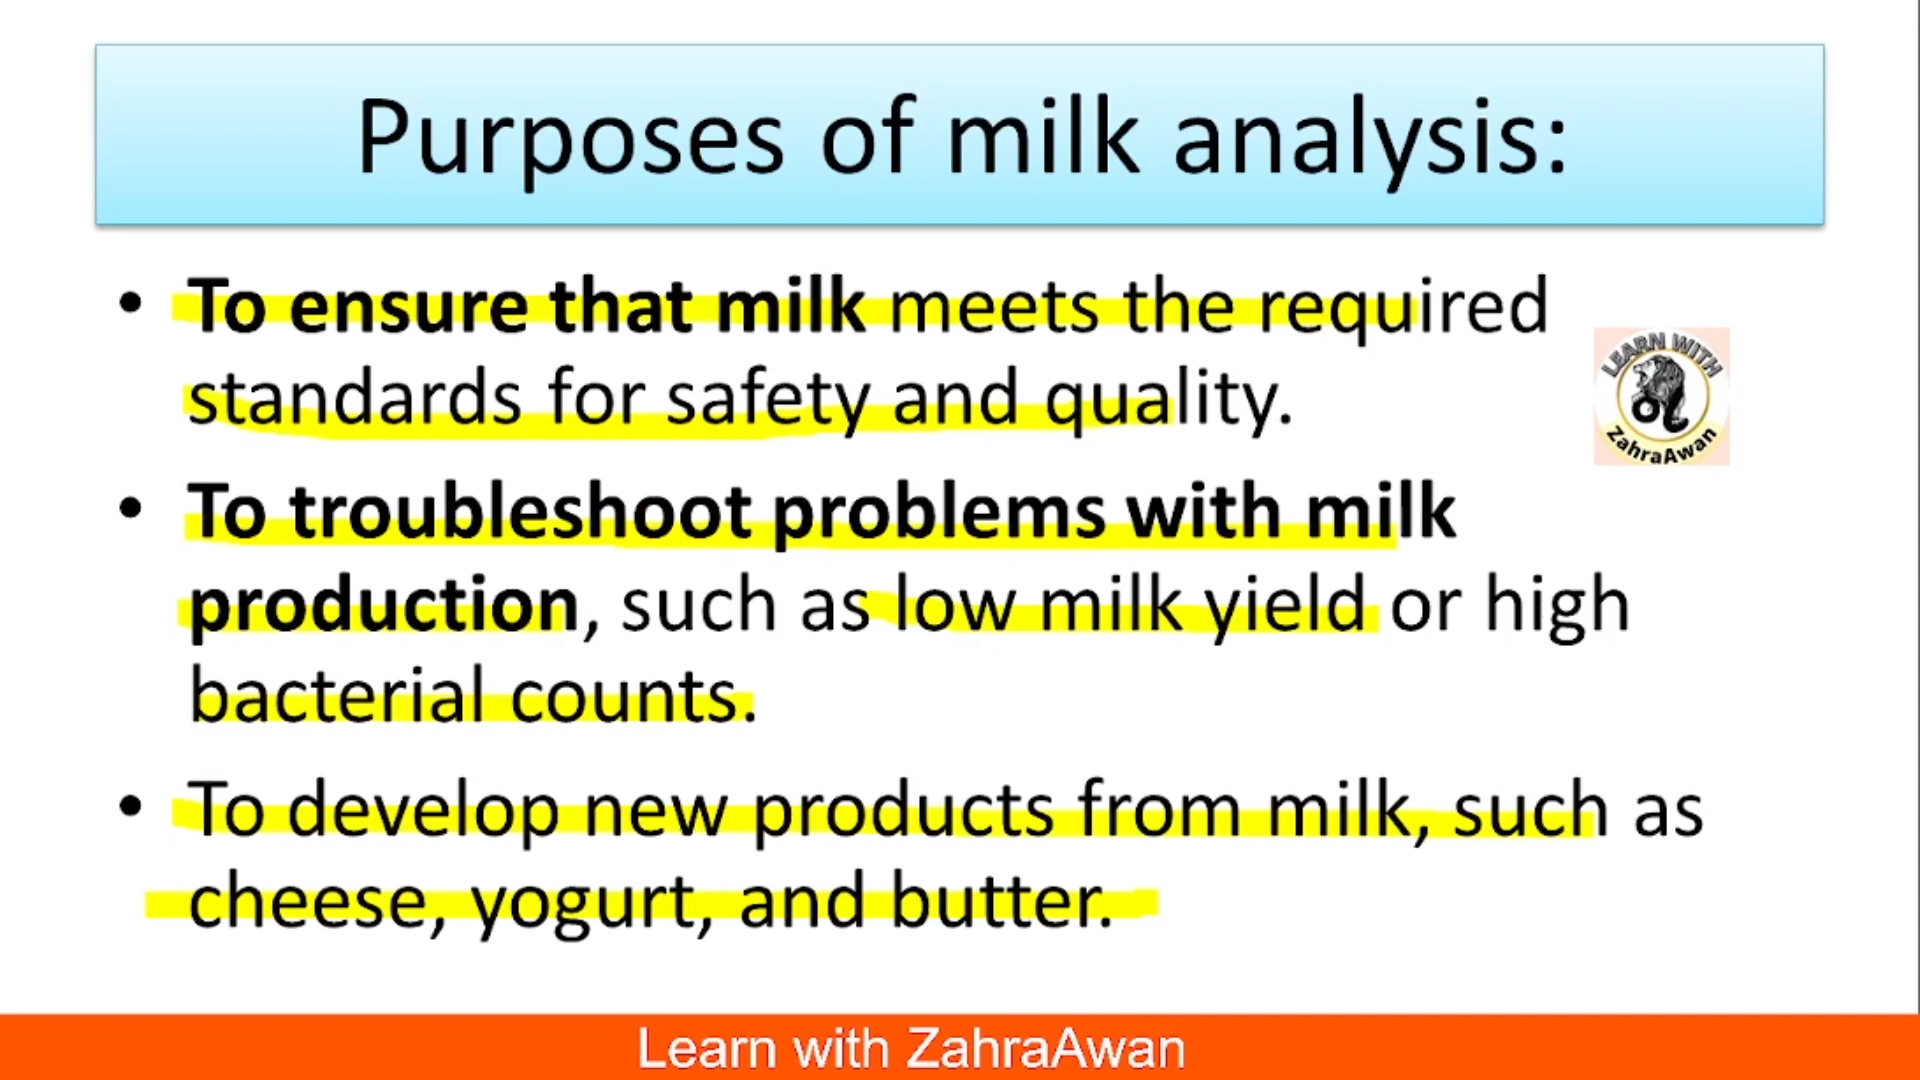 Purposes of milk analysis:
• To ensure that milk meets the required
standards for safety and quality.
LEARN WITH
ZahraAwan
• To troubleshoot problems with milk
production, such as low milk yield or high
bacterial counts.
• To develop new products from milk, such as
cheese, yogurt, and butter.
Learn with ZahraAwan